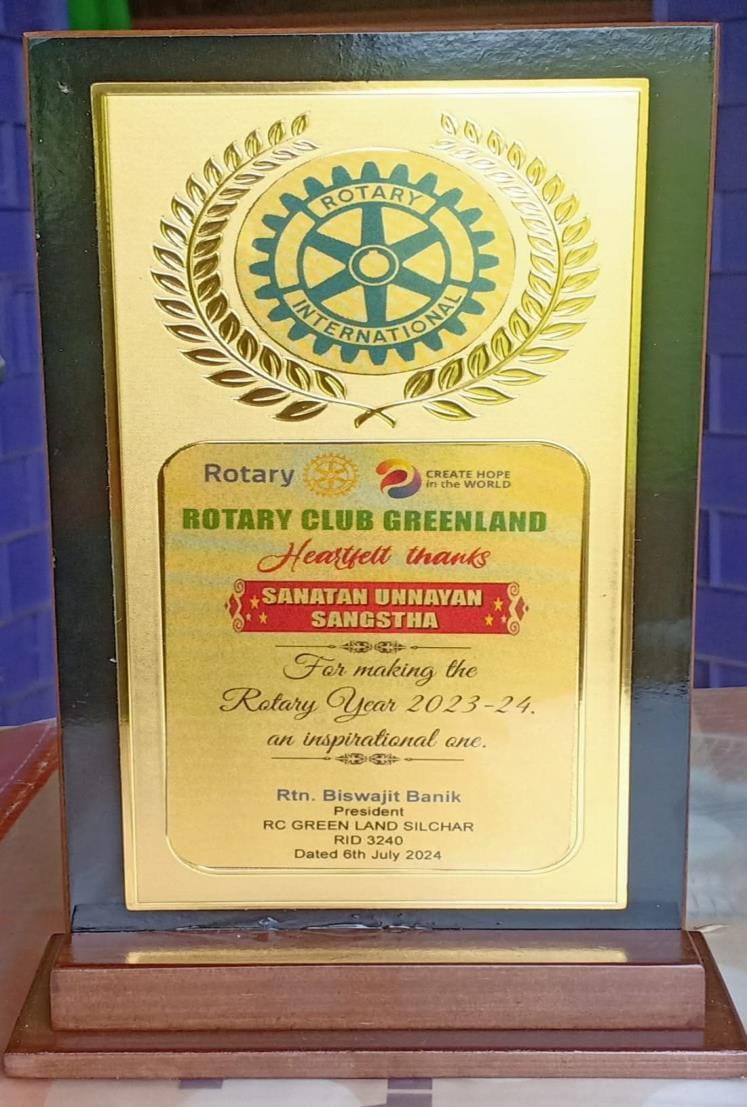 ROTARY
INTERNATIONAL
Rotary
CREATE HOPE
in the WORLD
ROTARY CLUB GREENLAND
Heartfelt thanks
SANATAN UNNAYAN
SANGSTHA
For making the
Rotary Year 2023-24.
an inspirational one.
Rtn. Biswajit Banik
President
RC GREEN LAND SILCHAR
RID 3240
Dated 6th July 2024